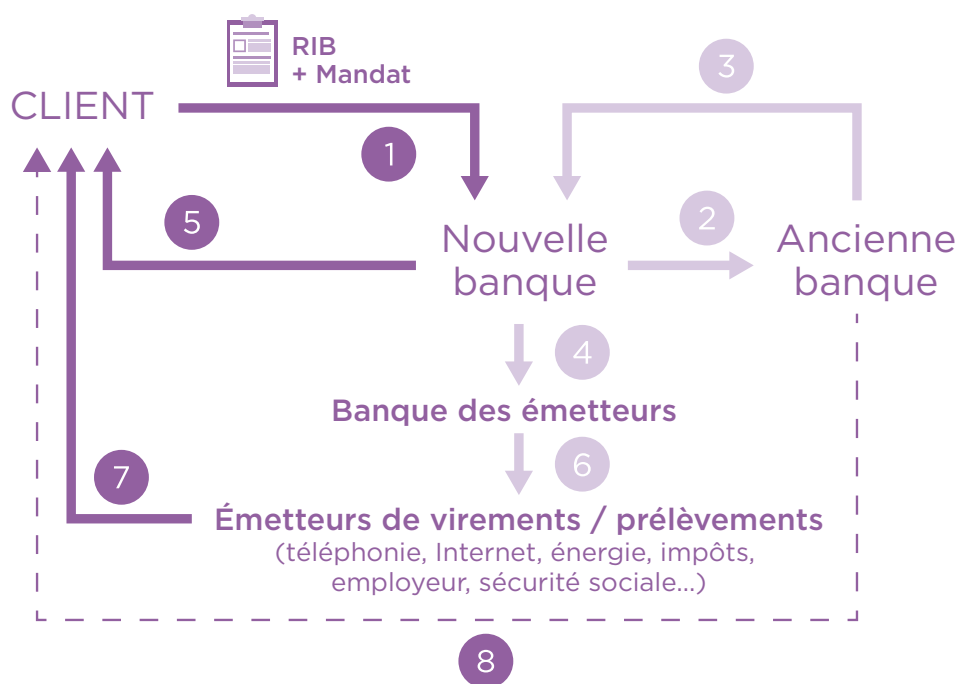 RIB
+ Mandat
3
CLIENT
1
5
2
Nouvelle
banque
Ancienne
banque
4
Banque des émetteurs
6
7
Émetteurs de virements / prélèvements
(téléphonie, Internet, énergie, impôts,
employeur, sécurité sociale...)
8